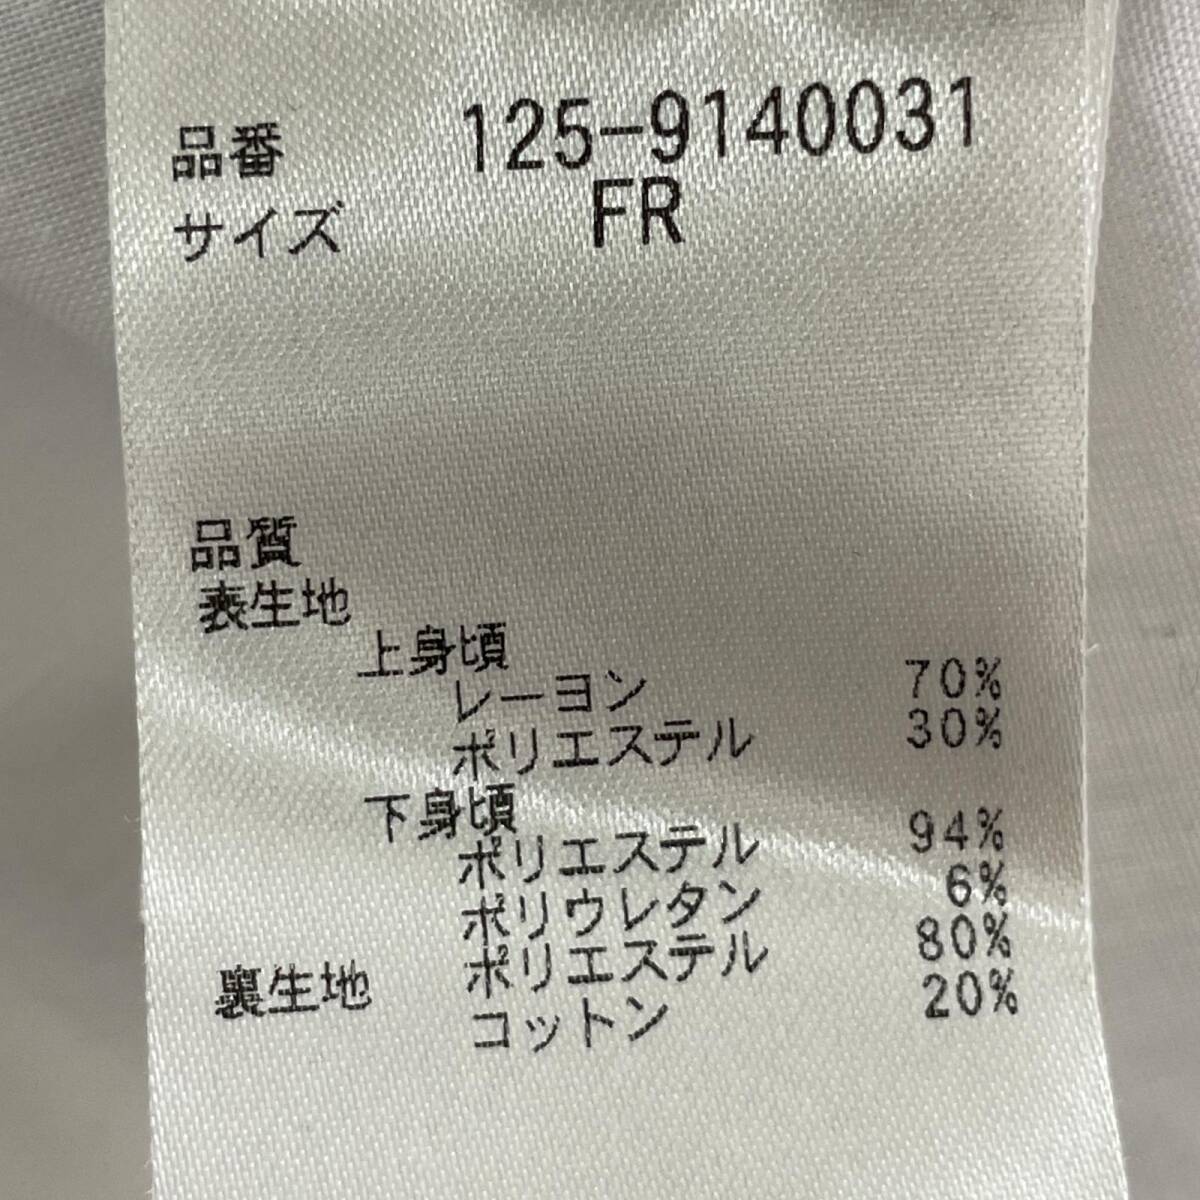 品番 125-9140031
サイズ FR
品質
表生地
上身頃
レーヨン 70%
ポリエステル 30%
下身頃
ポリエステル 94%
ポリウレタン 6%
裏生地 ポリエステル 80%
コットン 20%